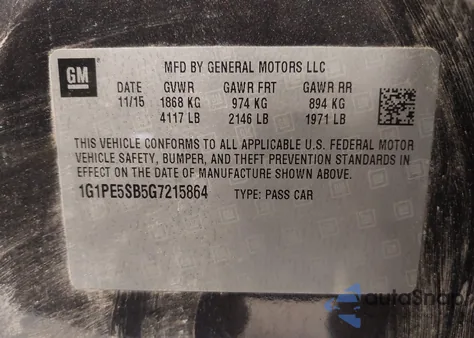 GM
MFD BY GENERAL MOTORS LLC
DATE GVWR GAWR FRT GAWR RR
11/15 1868 KG 974 KG 894 KG
4117 LB 2146 LB 1971 LB
THIS VEHICLE CONFORMS TO ALL APPLICABLE U.S. FEDERAL MOTOR
VEHICLE SAFETY, BUMPER, AND THEFT PREVENTION STANDARDS IN
EFFECT ON THE DATE OF MANUFACTURE SHOWN ABOVE.
1G1PE5SB5G7215864 TYPE: PASS CAR
autoSnap